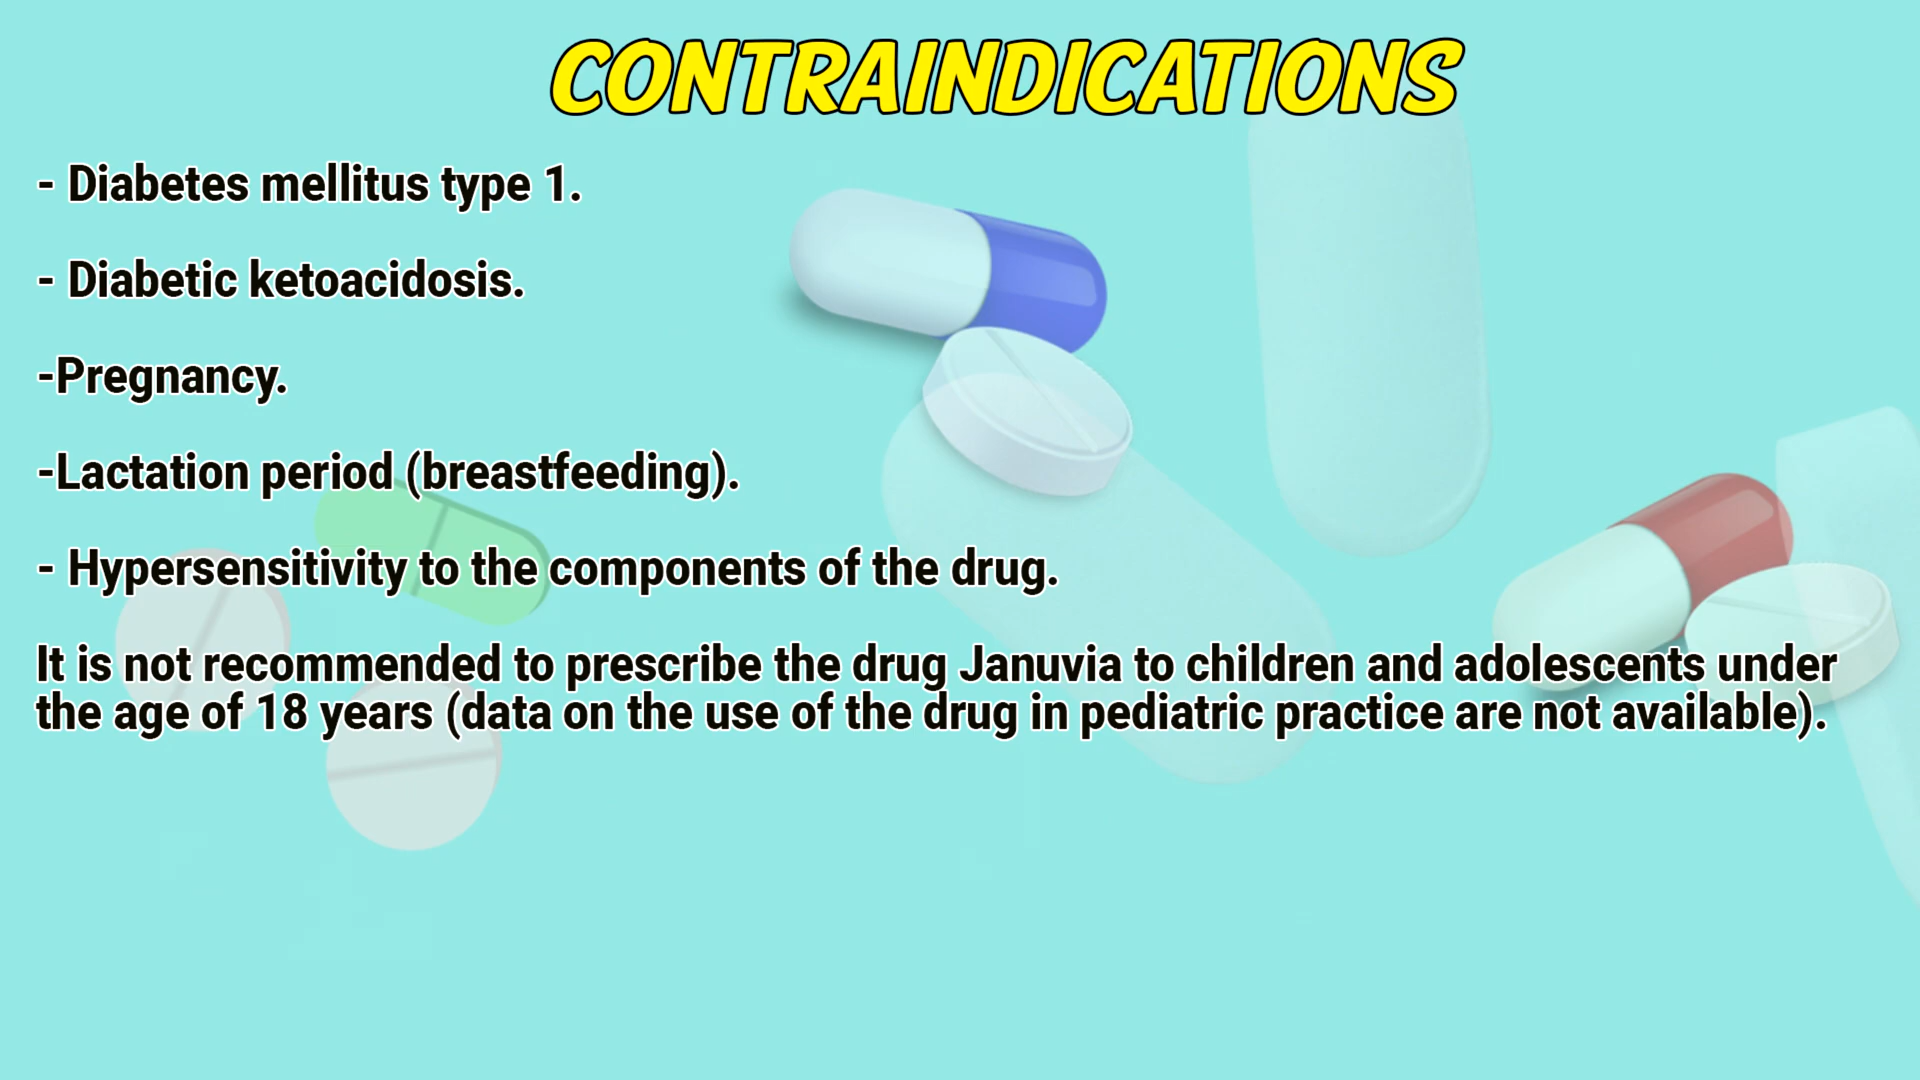 CONTRAINDICATIONS
- Diabetes mellitus type 1.
- Diabetic ketoacidosis.
-Pregnancy.
-Lactation period (breastfeeding).
- Hypersensitivity to the components of the drug.
It is not recommended to prescribe the drug Januvia to children and adolescents under
the age of 18 years (data on the use of the drug in pediatric practice are not available).